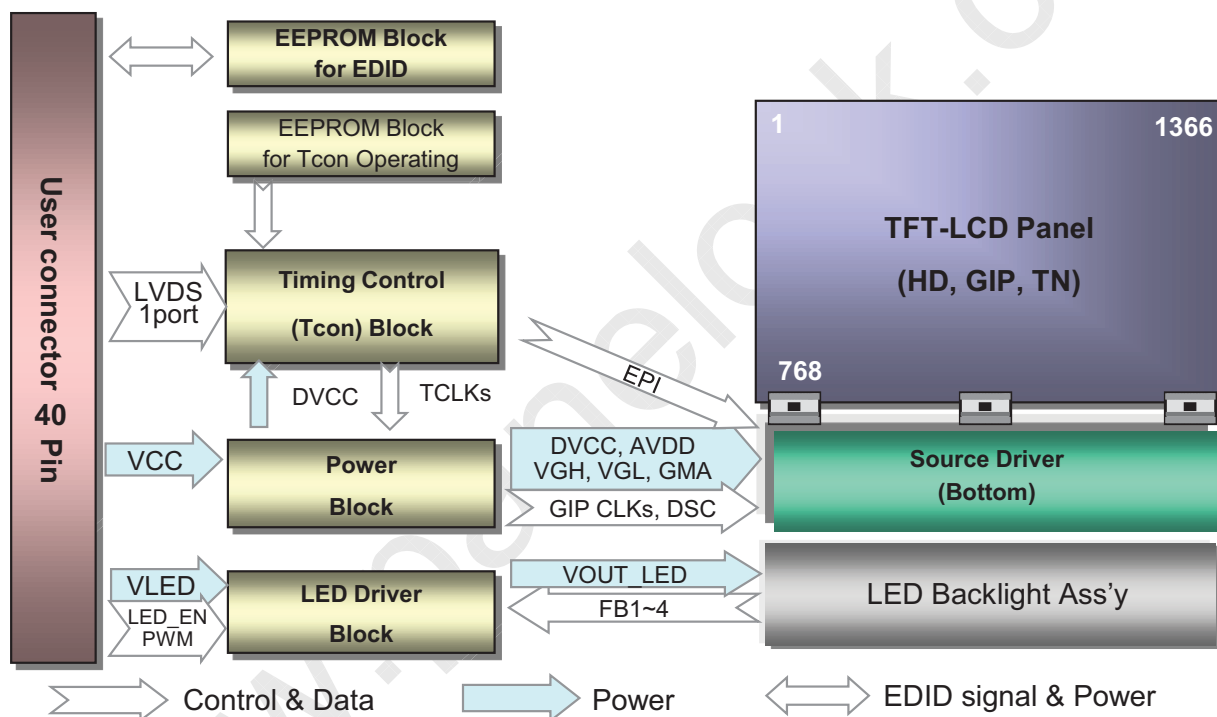 EEPROM Block
for EDID
EEPROM Block
for Tcon Operating
1
1366
TFT-LCD Panel
(HD, GIP, TN)
768
User connector 40 Pin
LVDS
1port
Timing Control
(Tcon) Block
EPI
DVCC
TCLKs
VCC
Power
Block
DVCC, AVDD
VGH, VGL, GMA
GIP CLKs, DSC
Source Driver
(Bottom)
VLED
LED_EN
PWM
LED Driver
Block
VOUT_LED
FB1~4
LED Backlight Ass’y
Control & Data
Power
EDID signal & Power